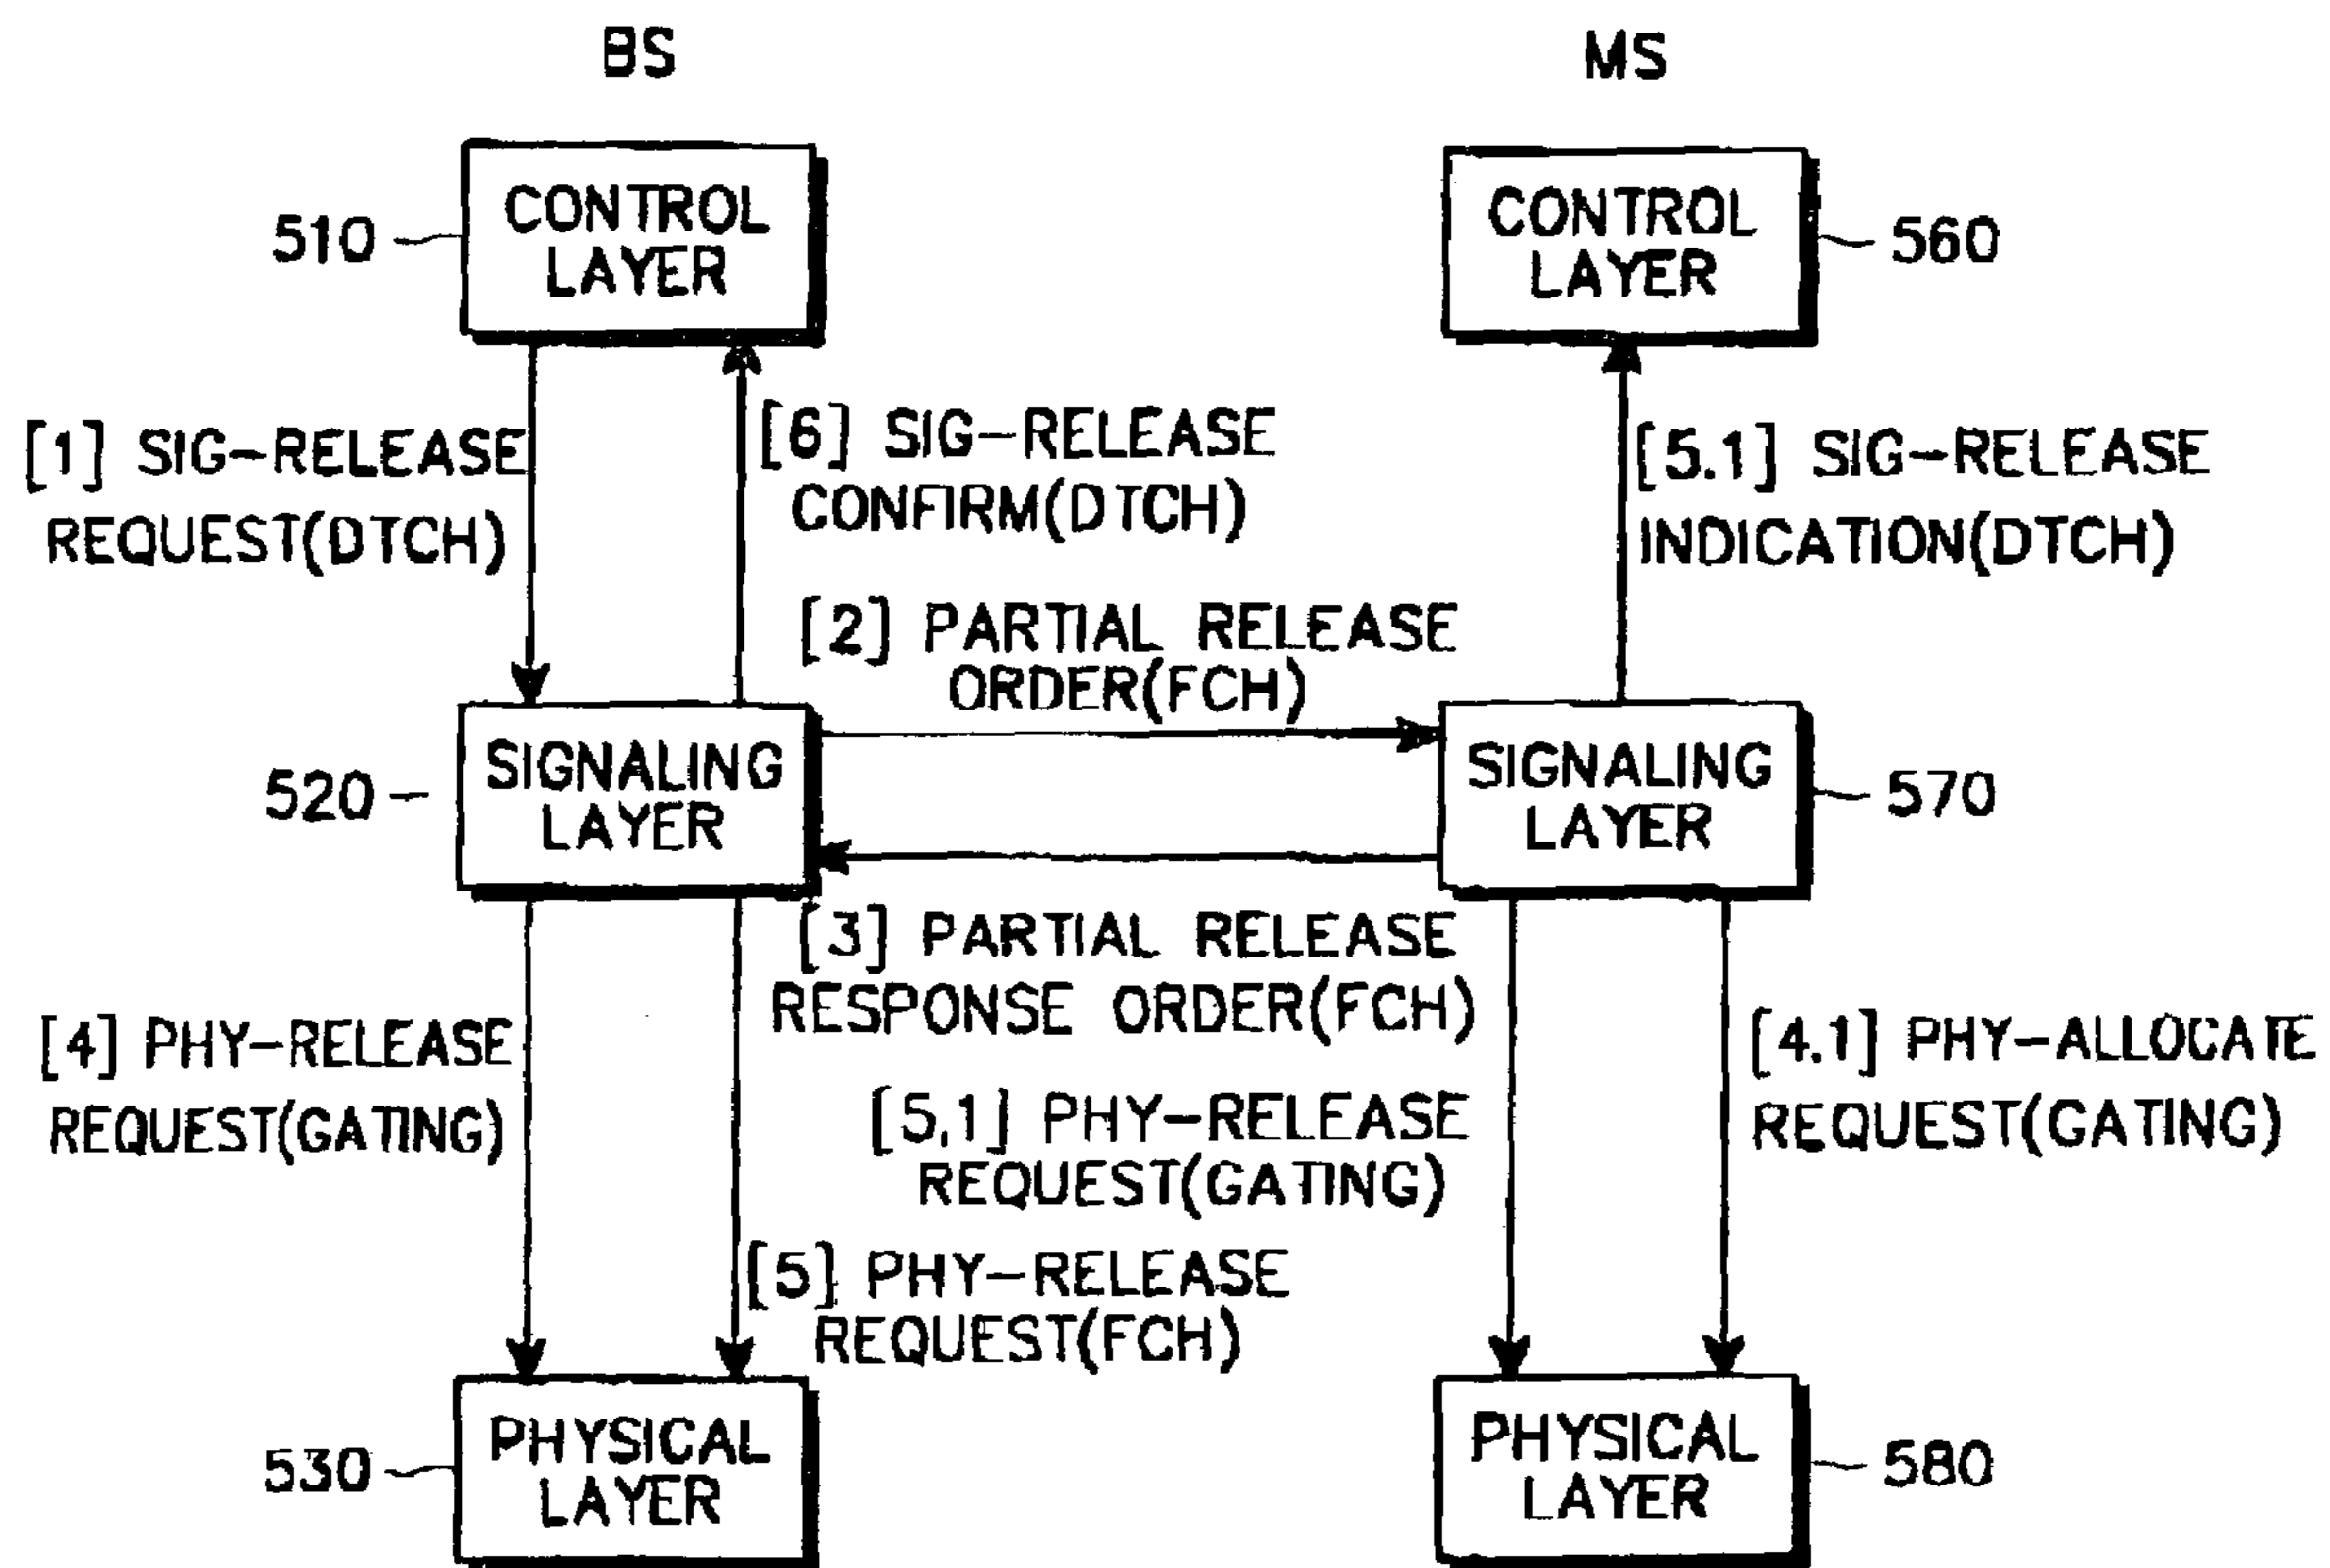 BS
MS
CONTROL
LAYER
510
CONTROL
LAYER
560
[1] SIG-RELEASE
REQUEST(DTCH)
[6] SIG-RELEASE
CONFIRM(DTCH)
[5.1] SIG-RELEASE
INDICATION(DTCH)
[2] PARTIAL RELEASE
ORDER(FCH)
SIGNALING
LAYER
520
SIGNALING
LAYER
570
[3] PARTIAL RELEASE
RESPONSE ORDER(FCH)
[4] PHY-RELEASE
REQUEST(GATING)
[5,1] PHY-RELEASE
REQUEST(GATING)
[4.1] PHY-ALLOCATE
REQUEST(GATING)
[5] PHY-RELEASE
REQUEST(FCH)
PHYSICAL
LAYER
530
PHYSICAL
LAYER
580